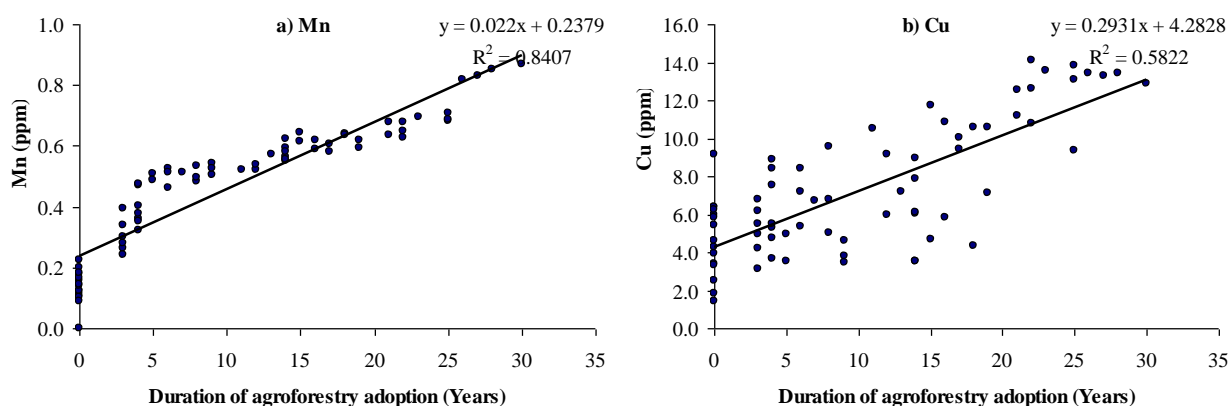 a) Mn
y = 0.022x + 0.2379
R² = 0.8407
Mn (ppm)
1.0
0.8
0.6
0.4
0.2
0.0
0 5 10 15 20 25 30 35
Duration of agroforestry adoption (Years)
b) Cu
y = 0.2931x + 4.2828
R² = 0.5822
Cu (ppm)
16.0
14.0
12.0
10.0
8.0
6.0
4.0
2.0
0.0
0 5 10 15 20 25 30 35
Duration of agroforestry adoption (Years)